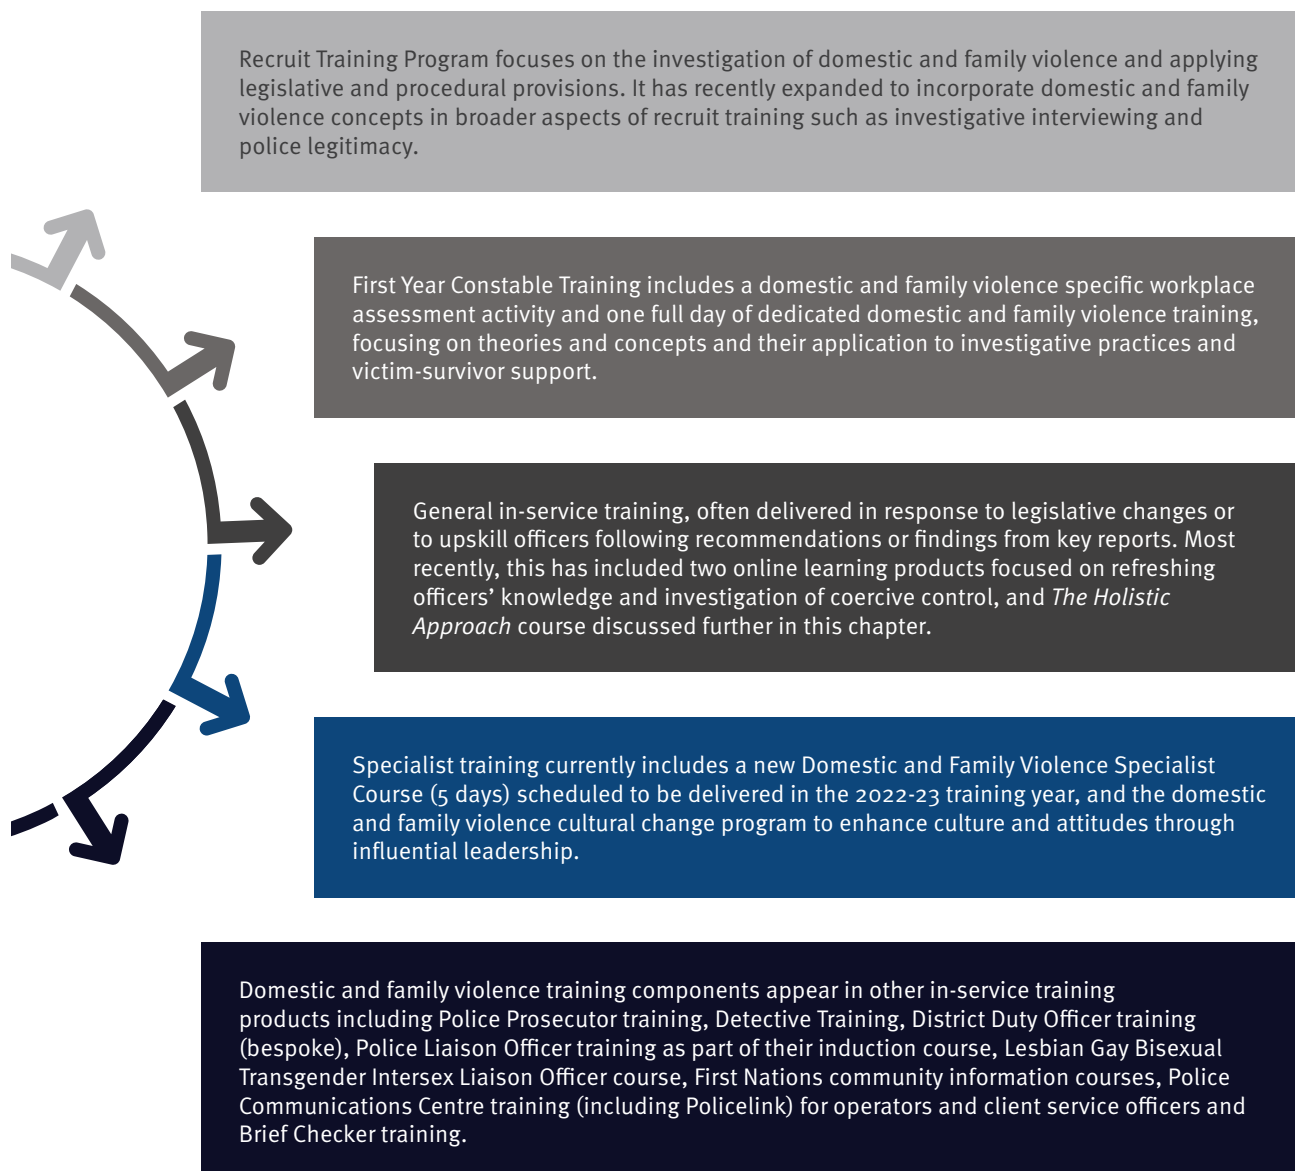 Recruit Training Program focuses on the investigation of domestic and family violence and applying
legislative and procedural provisions. It has recently expanded to incorporate domestic and family
violence concepts in broader aspects of recruit training such as investigative interviewing and
police legitimacy.
First Year Constable Training includes a domestic and family violence specific workplace
assessment activity and one full day of dedicated domestic and family violence training,
focusing on theories and concepts and their application to investigative practices and
victim-survivor support.
General in-service training, often delivered in response to legislative changes or
to upskill officers following recommendations or findings from key reports. Most
recently, this has included two online learning products focused on refreshing
officers’ knowledge and investigation of coercive control, and The Holistic
Approach course discussed further in this chapter.
Specialist training currently includes a new Domestic and Family Violence Specialist
Course (5 days) scheduled to be delivered in the 2022-23 training year, and the domestic
and family violence cultural change program to enhance culture and attitudes through
influential leadership.
Domestic and family violence training components appear in other in-service training
products including Police Prosecutor training, Detective Training, District Duty Officer training
(bespoke), Police Liaison Officer training as part of their induction course, Lesbian Gay Bisexual
Transgender Intersex Liaison Officer course, First Nations community information courses, Police
Communications Centre training (including Policelink) for operators and client service officers and
Brief Checker training.